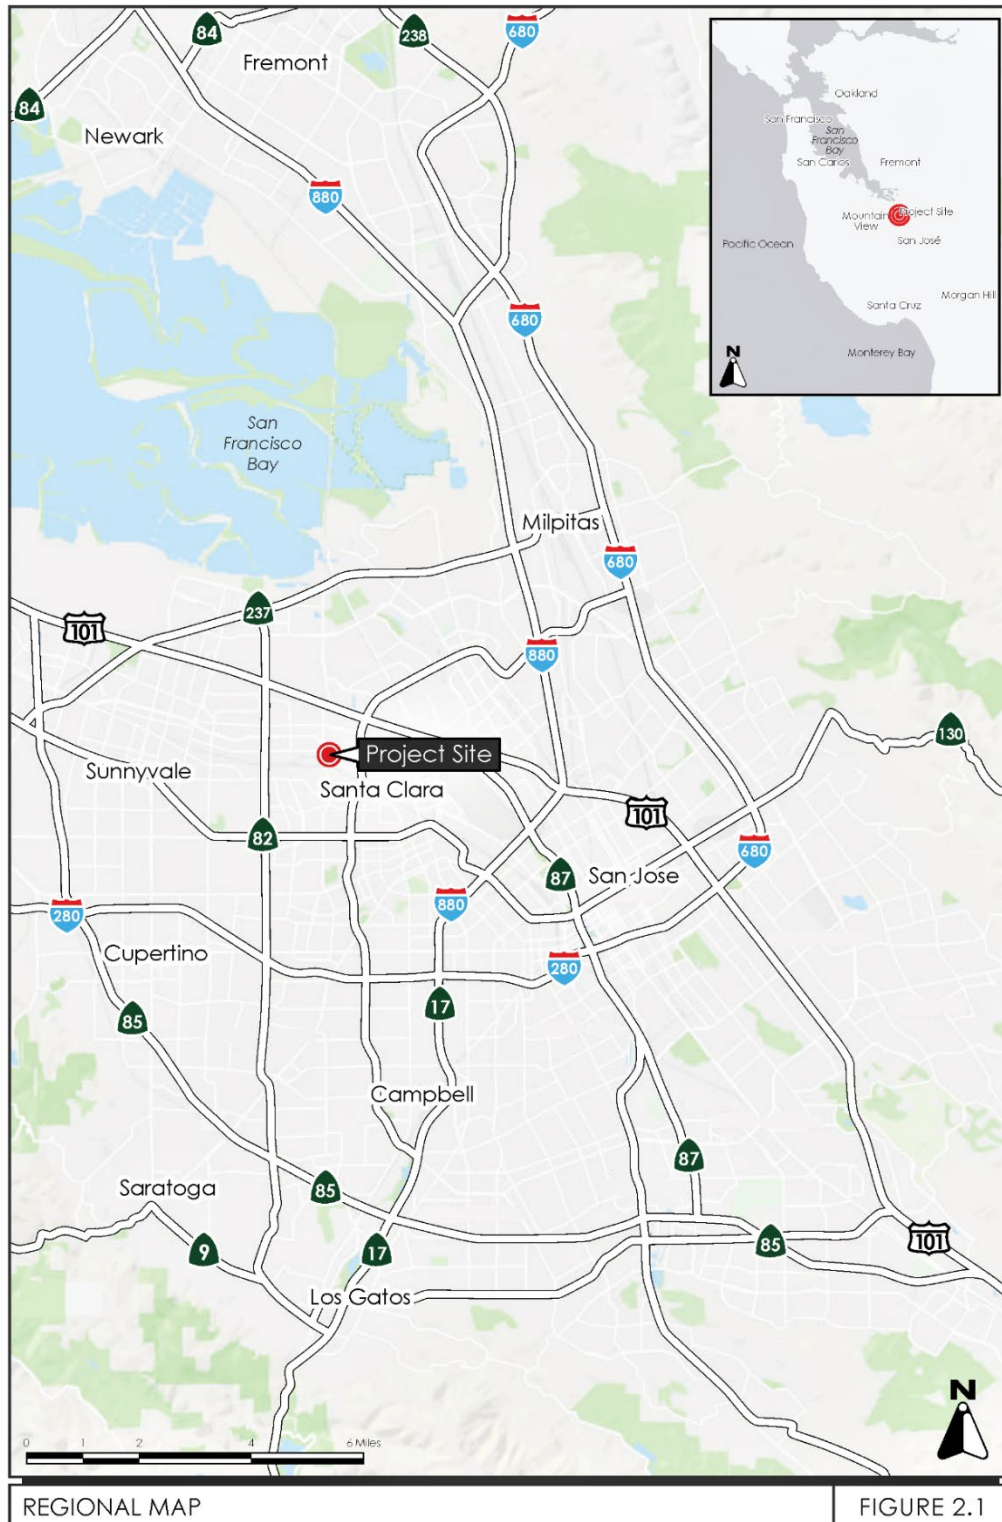 84
238
680
Fremont
84
Newark
880
680
San
Francisco
Bay
Oakland
San Francisco
San
Francisco
Bay
San Carlos
Fremont
Mountain
View
Project Site
San José
Pacific Ocean
Morgan Hill
Santa Cruz
Monterey Bay
N
Milpitas
680
237
101
880
130
Project Site
Sunnyvale
Santa Clara
101
82
680
87
San Jose
880
280
Cupertino
280
17
85
Campbell
87
Saratoga
85
9
17
85
101
Los Gatos
N
0 1 2 4 6 Miles
REGIONAL MAP
FIGURE 2.1